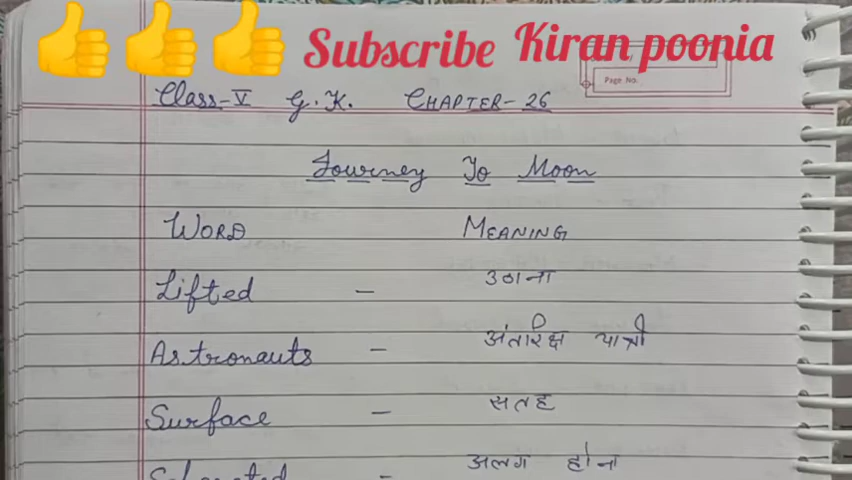 Subscribe Kiran poonia
Page No.
Class-V G.K. CHAPTER-26
Journey To Moon
WORD MEANING
Lifted - उठाना
Astronauts - अंतरिक्ष यात्री
Surface - सतह
- अलग होना